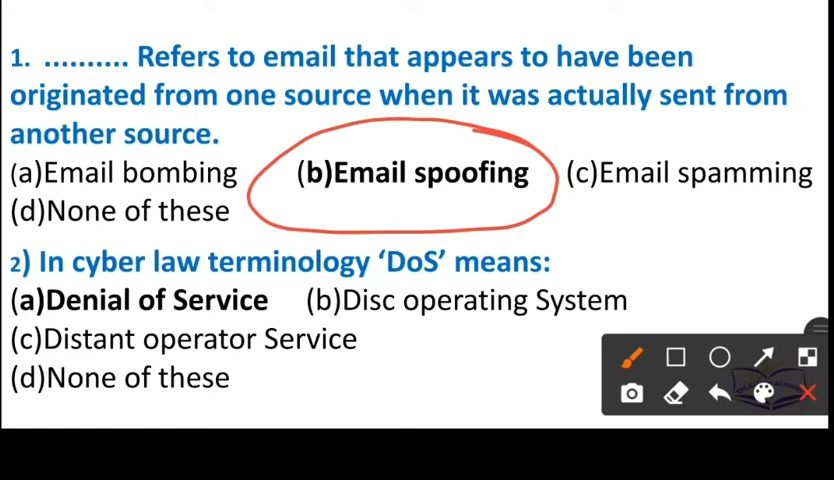 1. .......... Refers to email that appears to have been
originated from one source when it was actually sent from
another source.
(a)Email bombing (b)Email spoofing (c)Email spamming
(d)None of these
2) In cyber law terminology ‘DoS’ means:
(a)Denial of Service (b)Disc operating System
(c)Distant operator Service
(d)None of these